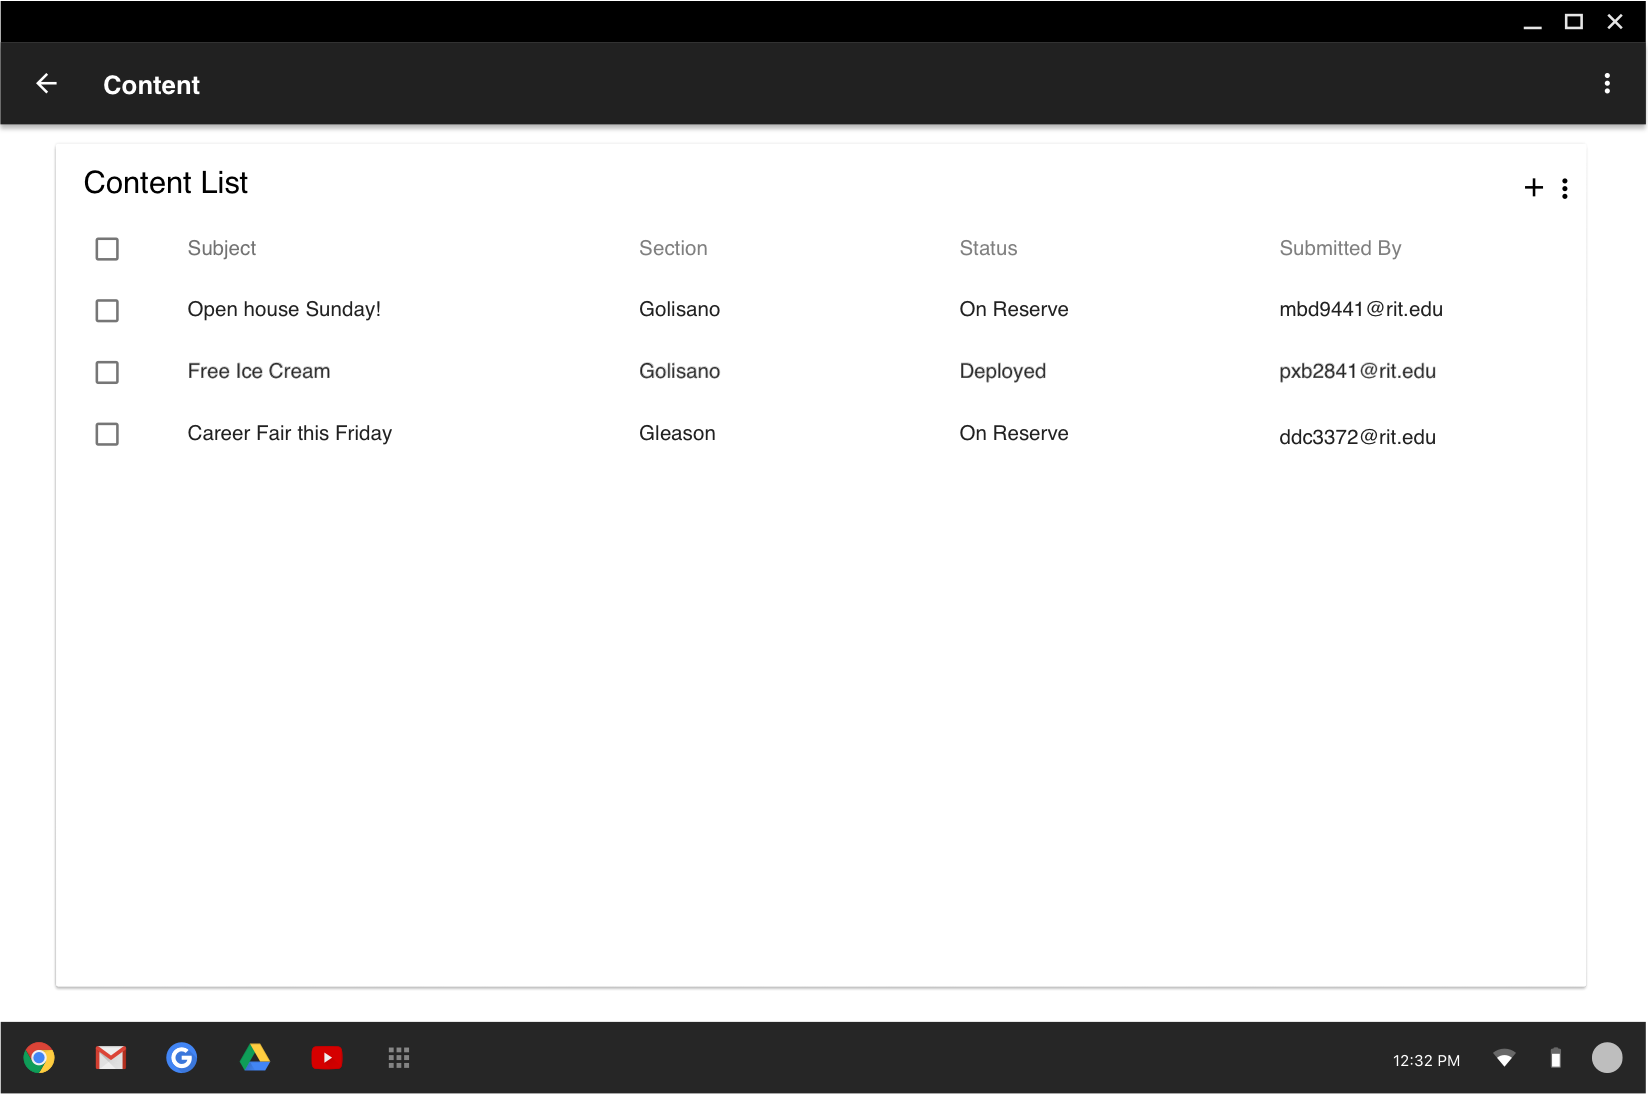 Content
Content List
Subject Section Status Submitted By
Open house Sunday! Golisano On Reserve mbd9441@rit.edu
Free Ice Cream Golisano Deployed pxb2841@rit.edu
Career Fair this Friday Gleason On Reserve ddc3372@rit.edu
12:32 PM